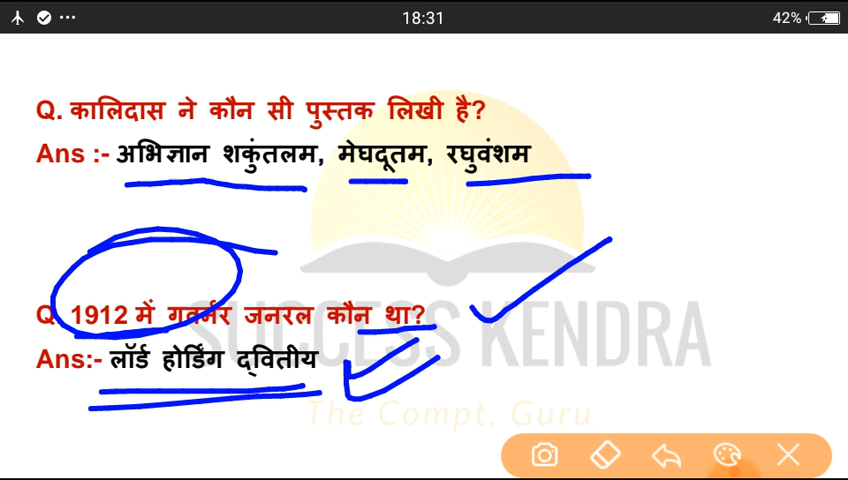 18:31
42%
Q. कालिदास ने कौन सी पुस्तक लिखी है?
Ans :- अभिज्ञान शकुंतलम, मेघदूतम, रघुवंशम
Q. 1912 में गवर्नर जनरल कौन था?
Ans:- लॉर्ड होर्डिंग द्वितीय
SUCCESS KENDRA
The Compt. Guru